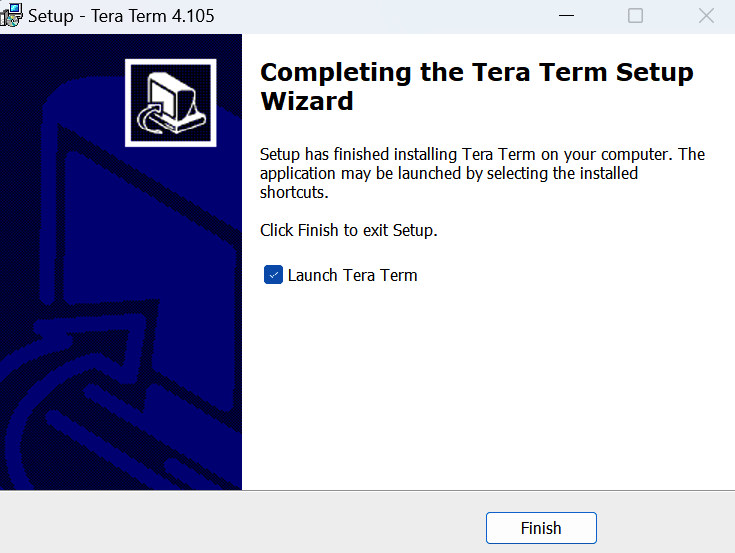 Setup - Tera Term 4.105
Completing the Tera Term Setup
Wizard
Setup has finished installing Tera Term on your computer. The
application may be launched by selecting the installed
shortcuts.
Click Finish to exit Setup.
Launch Tera Term
Finish